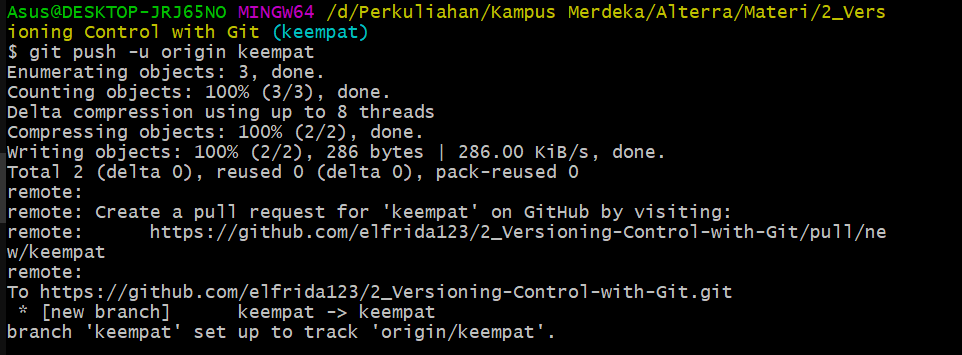 Asus@DESKTOP-JRJ65NO MINGW64 /d/Perkuliahan/Kampus Merdeka/Alterra/Materi/2_Vers
ioning Control with Git (keempat)
$ git push -u origin keempat
Enumerating objects: 3, done.
Counting objects: 100% (3/3), done.
Delta compression using up to 8 threads
Compressing objects: 100% (2/2), done.
Writing objects: 100% (2/2), 286 bytes | 286.00 KiB/s, done.
Total 2 (delta 0), reused 0 (delta 0), pack-reused 0
remote:
remote: Create a pull request for 'keempat' on GitHub by visiting:
remote:      https://github.com/elfrida123/2_Versioning-Control-with-Git/pull/ne
w/keempat
remote:
To https://github.com/elfrida123/2_Versioning-Control-with-Git.git
 * [new branch]      keempat -> keempat
branch 'keempat' set up to track 'origin/keempat'.